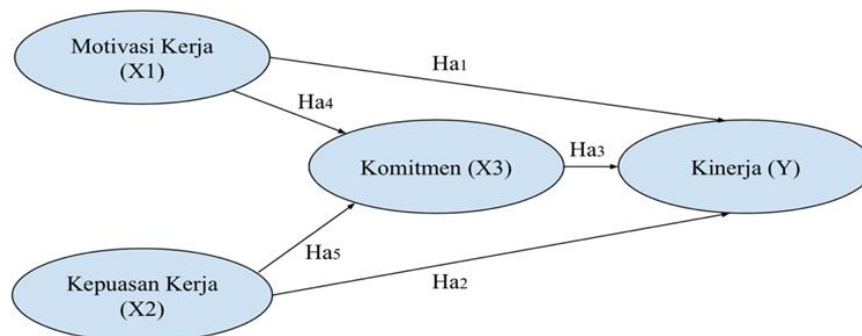 Motivasi Kerja
(X1)
Ha1
Ha4
Komitmen (X3)
Ha3
Kinerja (Y)
Ha5
Kepuasan Kerja
(X2)
Ha2